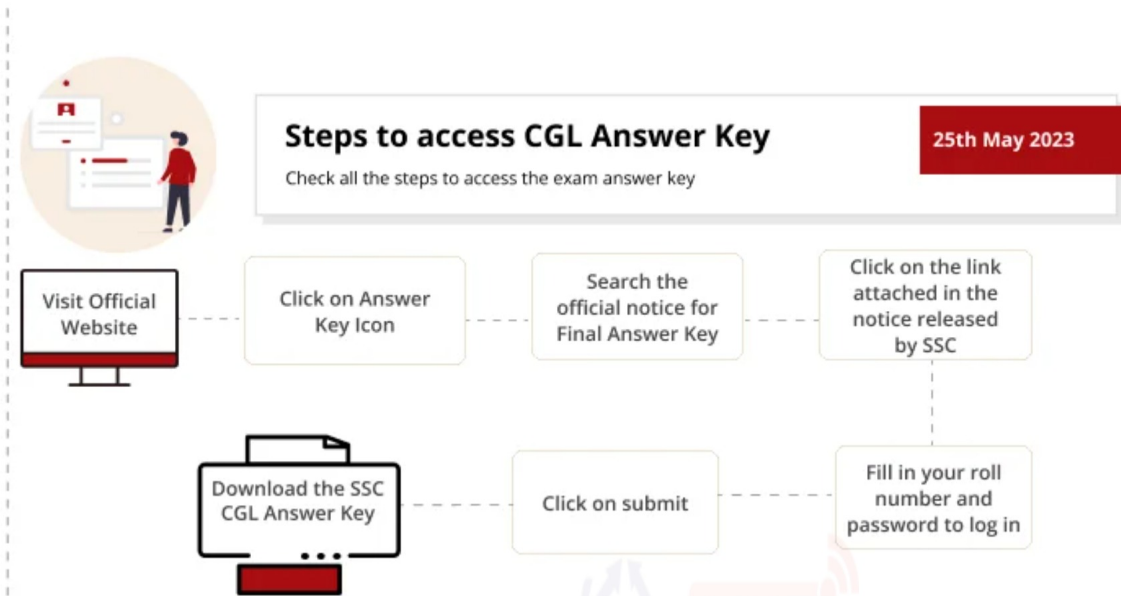 Steps to access CGL Answer Key
25th May 2023
Check all the steps to access the exam answer key
Visit Official
Website
Click on Answer
Key Icon
Search the
official notice for
Final Answer Key
Click on the link
attached in the
notice released
by SSC
Fill in your roll
number and
password to log in
Click on submit
Download the SSC
CGL Answer Key